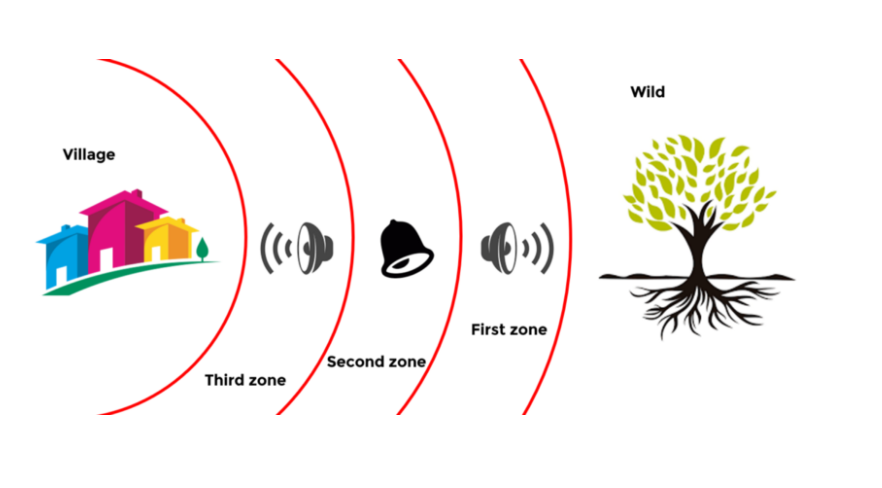 Wild
Village
First zone
Second zone
Third zone